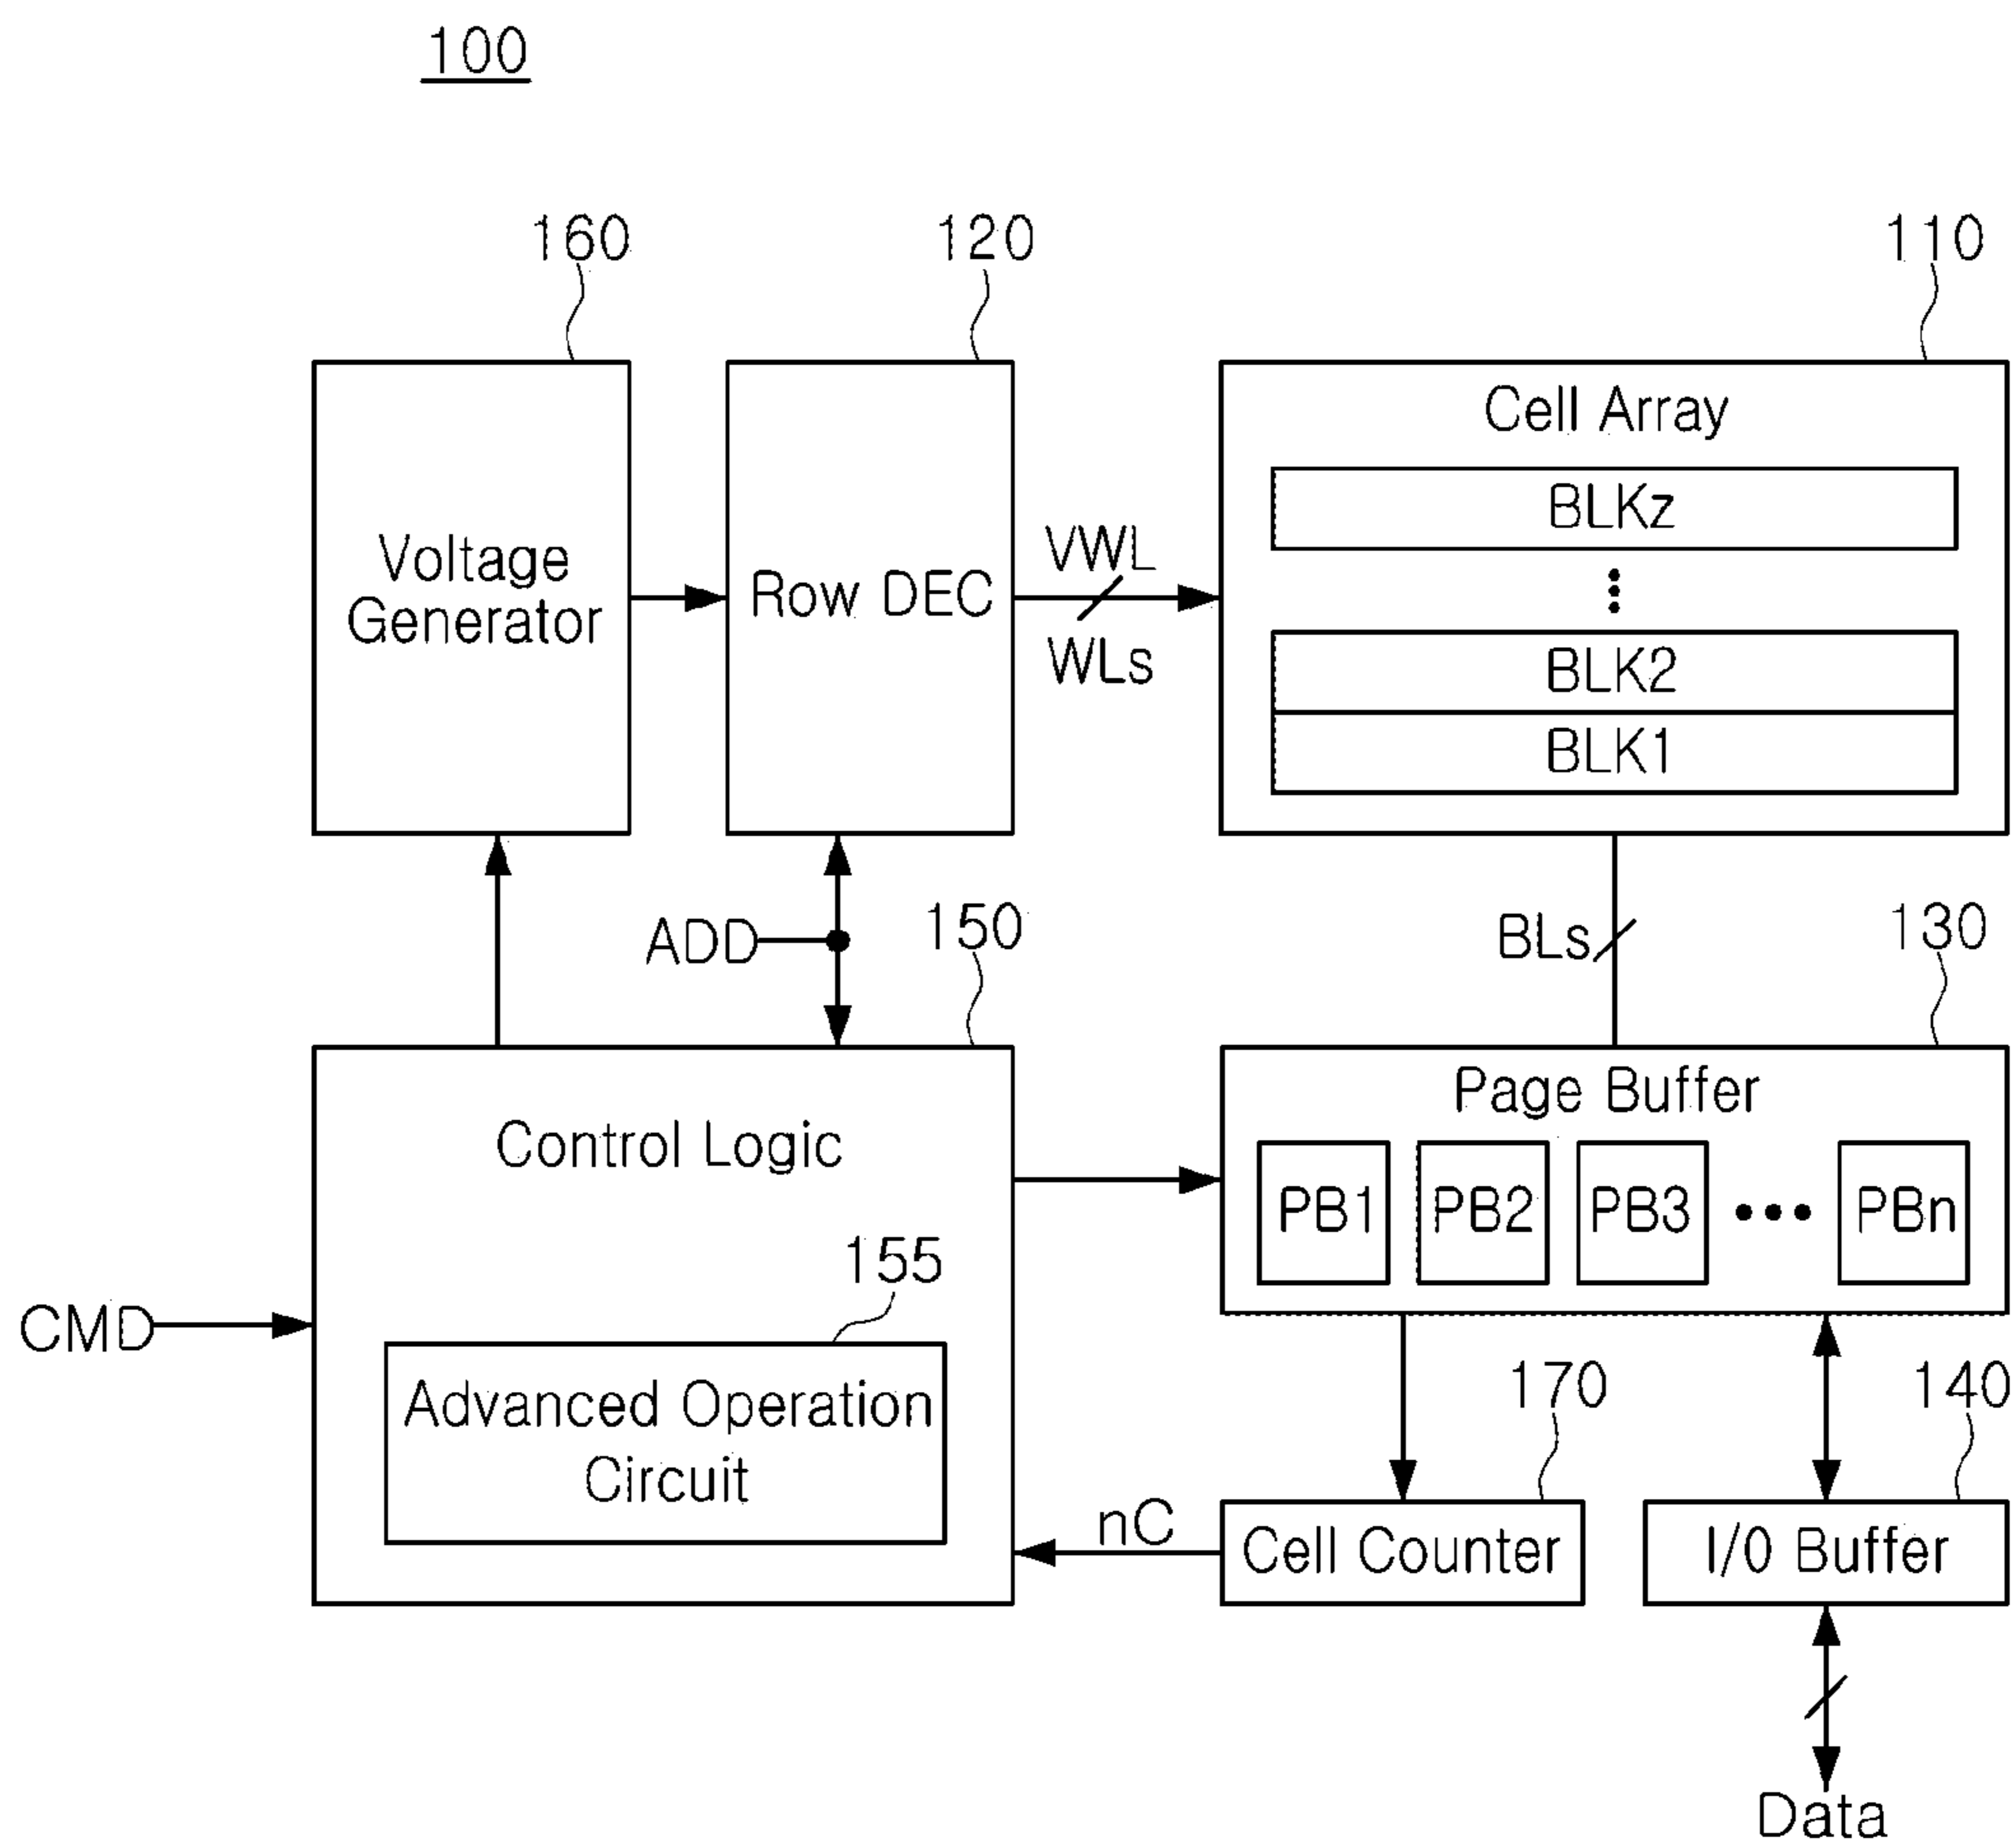 100
160
120
110
Voltage
Generator
Row DEC
VWL
WLs
Cell Array
BLKz
BLK2
BLK1
ADD
150
BLs
130
Control Logic
Page Buffer
PB1 PB2 PB3 ••• PBn
155
CMD
Advanced Operation
Circuit
170
140
nC
Cell Counter
I/0 Buffer
Data